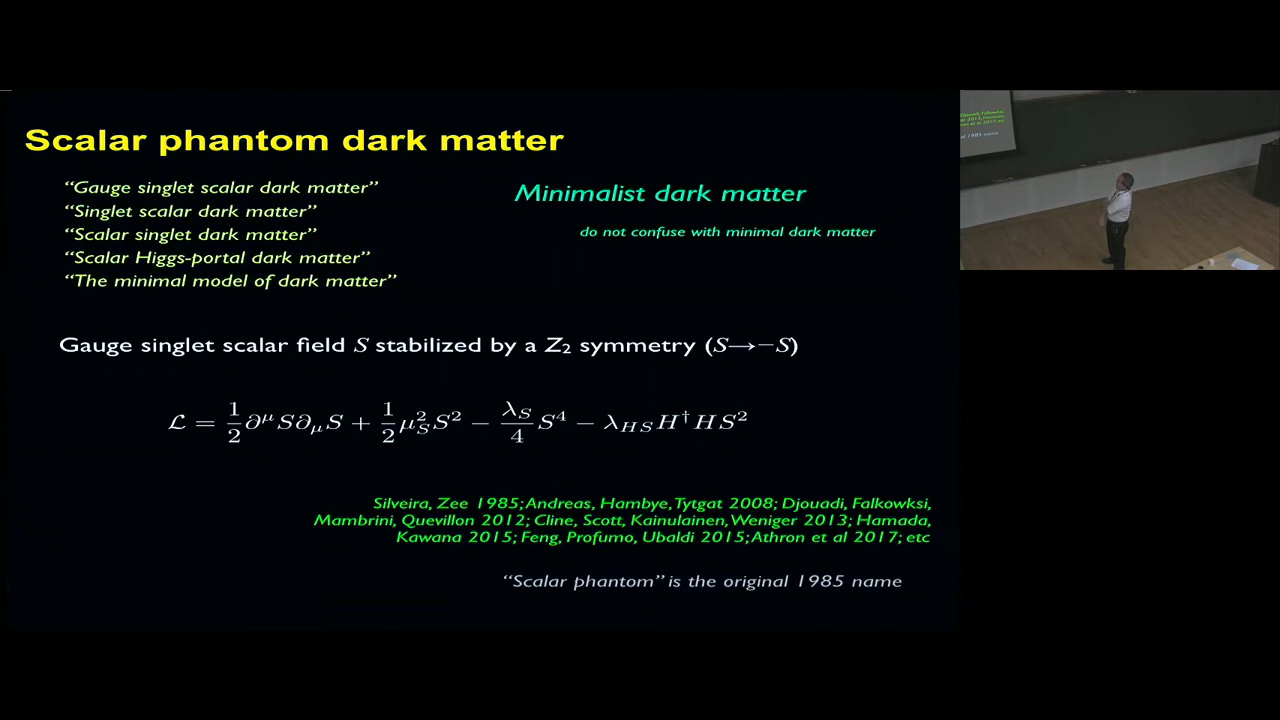 Scalar phantom dark matter
“Gauge singlet scalar dark matter”
“Singlet scalar dark matter”
“Scalar singlet dark matter”
“Scalar Higgs-portal dark matter”
“The minimal model of dark matter”
Minimalist dark matter
do not confuse with minimal dark matter
Gauge singlet scalar field S stabilized by a Z₂ symmetry (S→−S)
ℒ = 1/2 ∂^μ S ∂_μ S + 1/2 μ_S^2 S^2 − λ_S/4 S^4 − λ_{HS} H^† H S^2
Silveira, Zee 1985; Andreas, Hambye, Tytgat 2008; Djouadi, Falkowksi,
Mambrini, Quevillon 2012; Cline, Scott, Kainulainen, Weniger 2013; Hamada,
Kawana 2015; Feng, Profumo, Ubaldi 2015; Athron et al 2017; etc
“Scalar phantom” is the original 1985 name